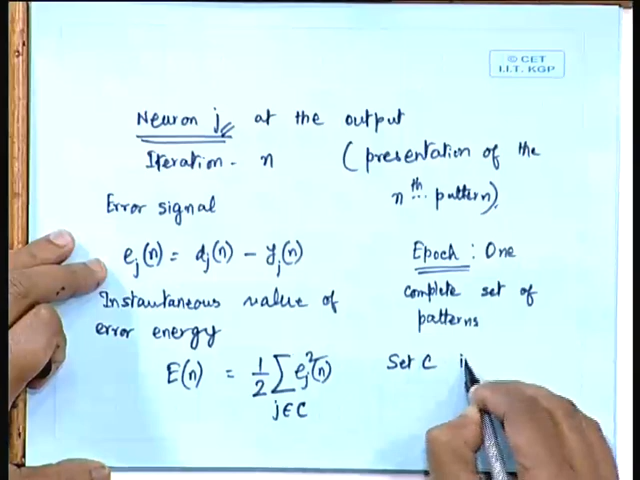 © CET
I.I.T. KGP
Neuron j at the output
Iteration - n (presentation of the
nth pattern).
Error signal
ej(n) = dj(n) - yj(n)
Epoch : One
complete set of
patterns
Instantaneous value of
error energy
E(n) = 1/2 ∑ ej²(n)
j∈C
Set C i